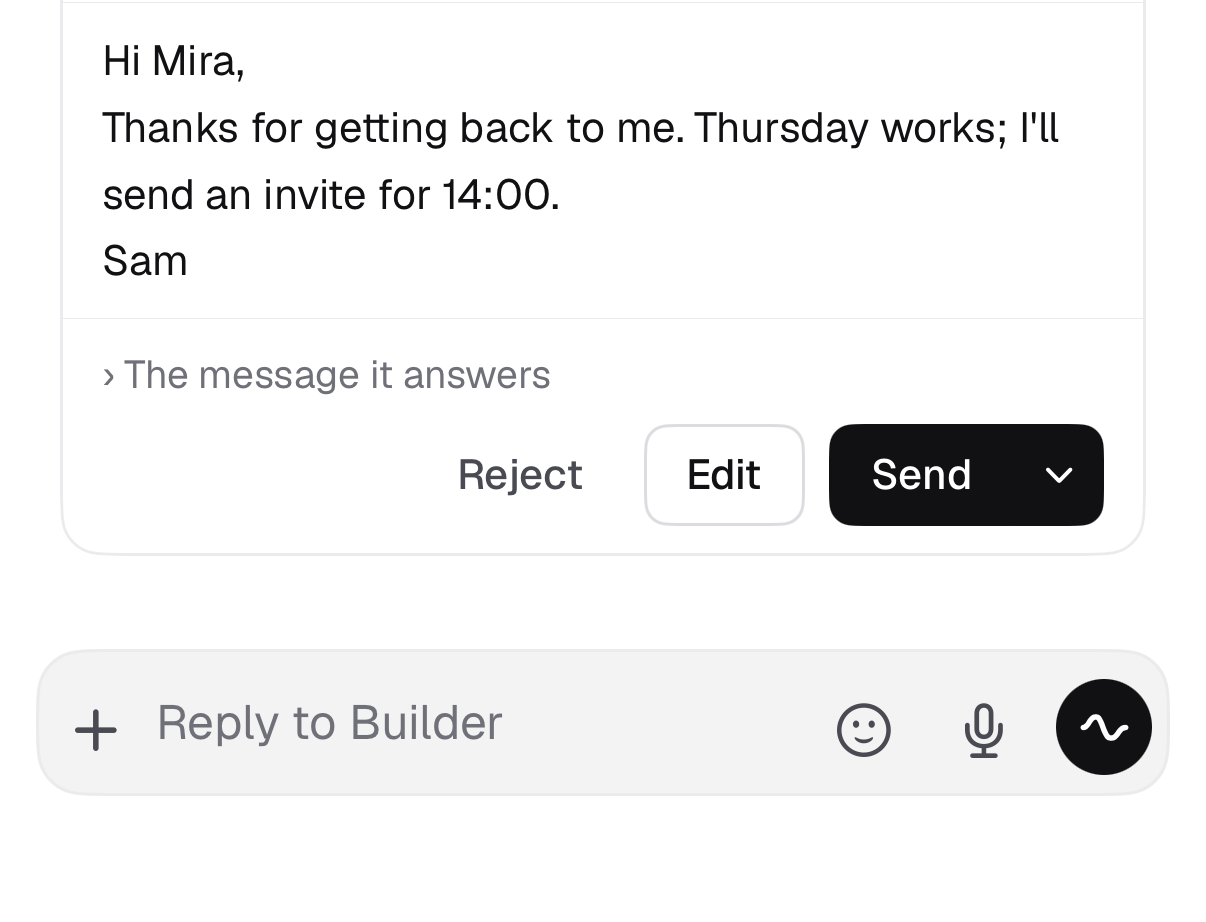 Hi Mira,
Thanks for getting back to me. Thursday works; I'll
send an invite for 14:00.
Sam
› The message it answers
Reject
Edit
Send
Reply to Builder